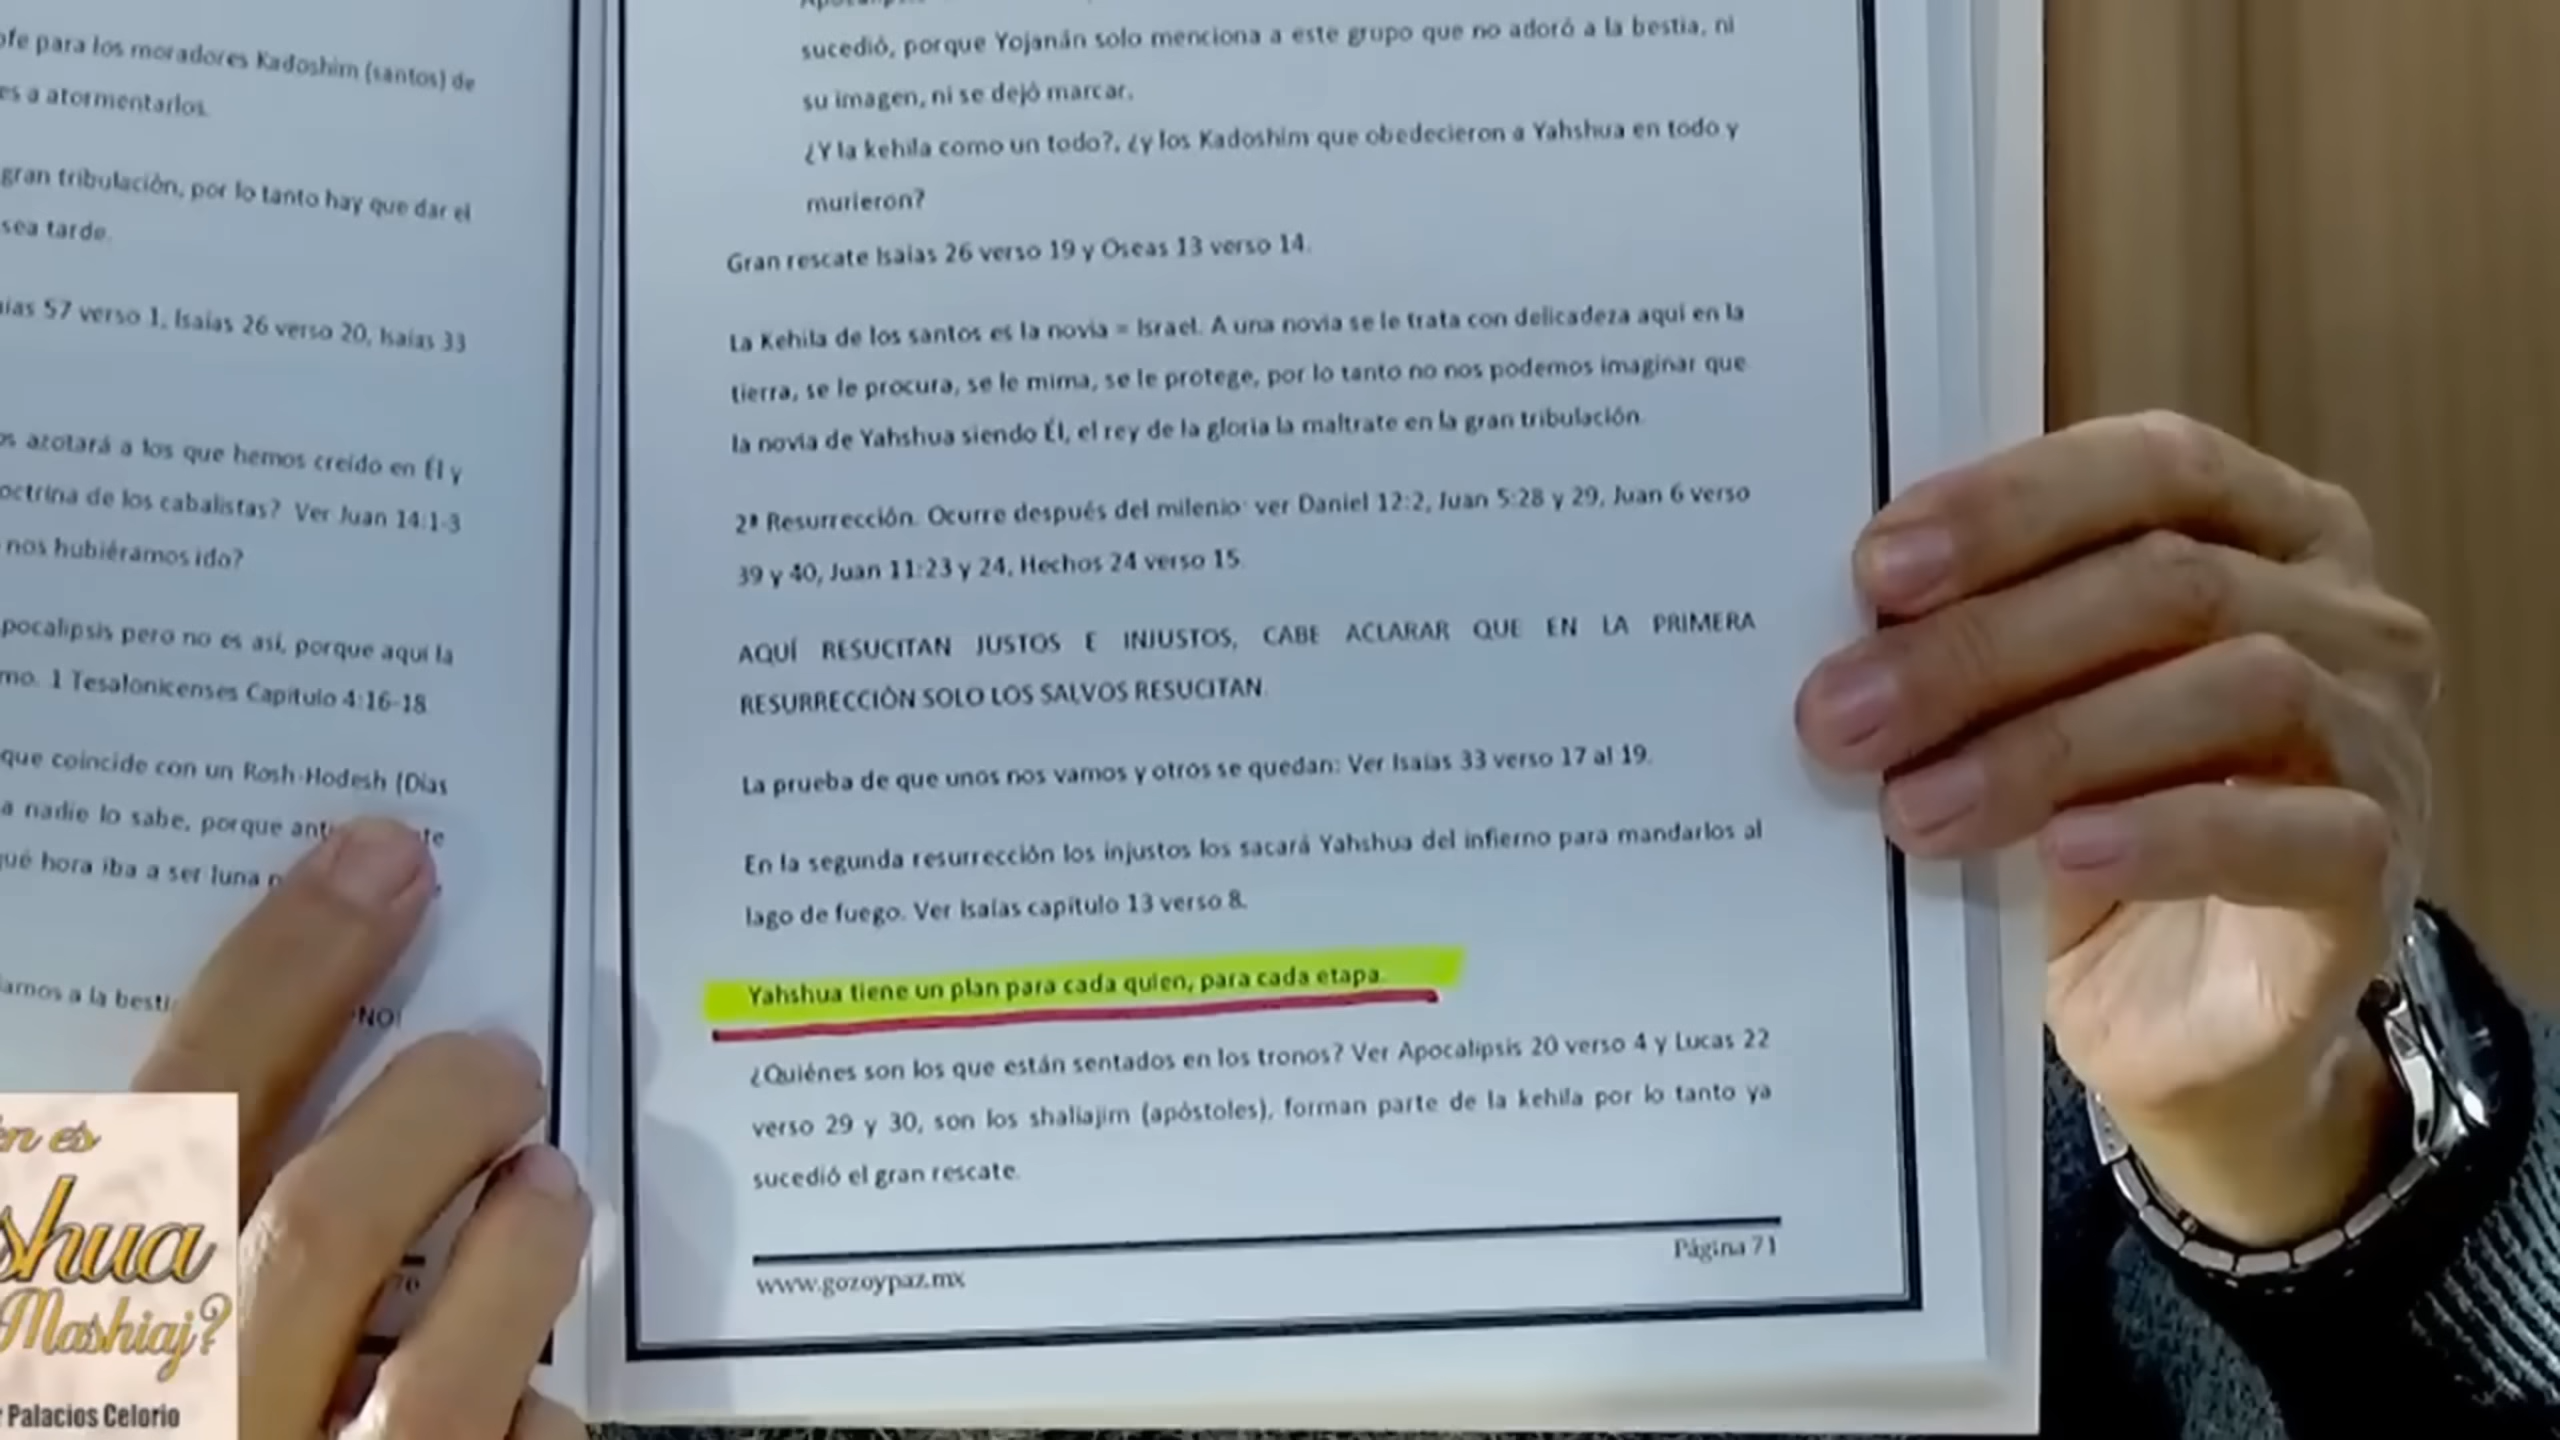 ofe para los moradores Kadoshim (santos) de
es a atormentarlos.
gran tribulación, por lo tanto hay que dar el
sea tarde.
57 verso 1, Isaías 26 verso 20, Isaías 33
azotará a los que hemos creído en Él y
doctrina de los cabalistas? Ver Juan 14:1-3
nos hubiéramos ido?
pero no es así, porque aquí la
1 Tesalonicenses Capítulo 4:16-18
que coincide con un Rosh-Hodesh (Días
a nadie lo sabe, porque
hora iba a ser luna
a la
NO!
sucedió, porque Yojanán solo menciona a este grupo que no adoró a la bestia, ni
su imagen, ni se dejó marcar.
¿Y la kehila como un todo?, ¿y los Kadoshim que obedecieron a Yahshua en todo y
murieron?
Gran rescate Isaías 26 verso 19 y Oseas 13 verso 14.
La Kehila de los santos es la novia = Israel. A una novia se le trata con delicadeza aquí en la
tierra, se le procura, se le mima, se le protege, por lo tanto no nos podemos imaginar que
la novia de Yahshua siendo Él, el rey de la gloria la maltrate en la gran tribulación.
2ª Resurrección. Ocurre después del milenio: ver Daniel 12:2, Juan 5:28 y 29, Juan 6 verso
39 y 40, Juan 11:23 y 24, Hechos 24 verso 15.
AQUÍ RESUCITAN JUSTOS E INJUSTOS, CABE ACLARAR QUE EN LA PRIMERA
RESURRECCIÓN SOLO LOS SALVOS RESUCITAN.
La prueba de que unos nos vamos y otros se quedan: Ver Isaías 33 verso 17 al 19.
En la segunda resurrección los injustos los sacará Yahshua del infierno para mandarlos al
lago de fuego. Ver Isaías capítulo 13 verso 8.
Yahshua tiene un plan para cada quien, para cada etapa.
¿Quiénes son los que están sentados en los tronos? Ver Apocalipsis 20 verso 4 y Lucas 22
verso 29 y 30, son los shaliajim (apóstoles), forman parte de la kehila por lo tanto ya
sucedió el gran rescate.
www.gozoypaz.mx
Página 71
es
shua
Mashiaj?
Palacios Celorio